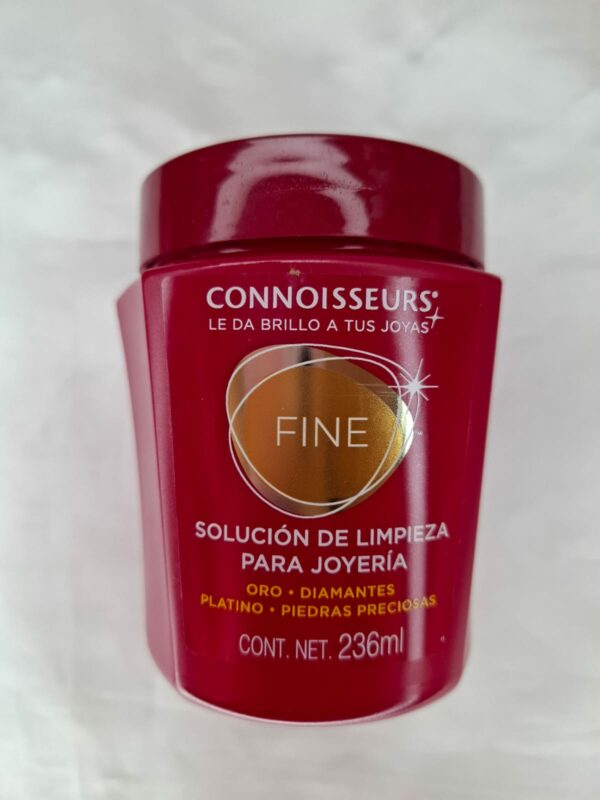 CONNOISSEURS®
LE DA BRILLO A TUS JOYAS
FINE
SOLUCIÓN DE LIMPIEZA
PARA JOYERÍA
ORO • DIAMANTES
PLATINO • PIEDRAS PRECIOSAS
CONT. NET. 236ml